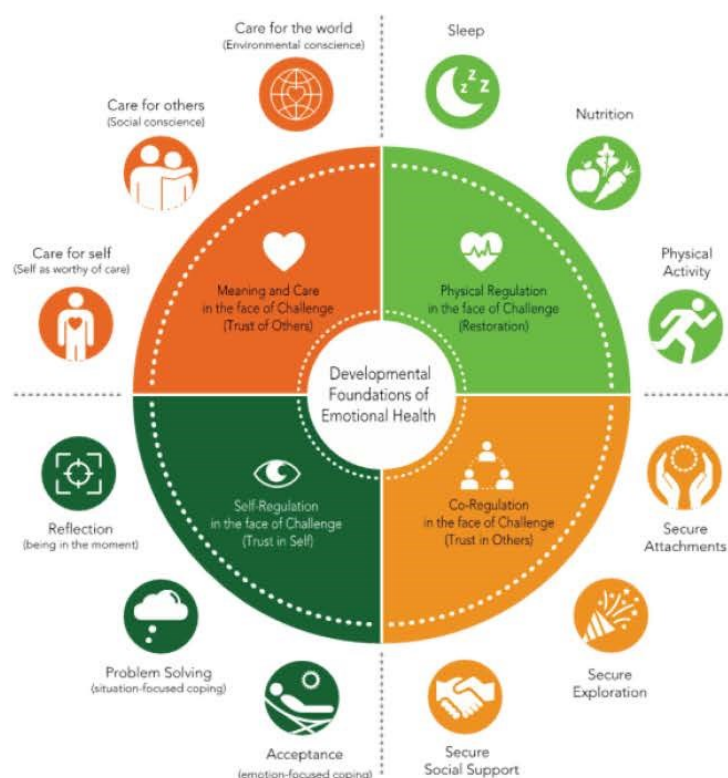 Care for the world
(Environmental conscience)
Sleep
Care for others
(Social conscience)
Nutrition
Care for self
(Self as worthy of care)
Physical
Activity
Meaning and Care
in the face of Challenge
(Trust of Others)
Physical Regulation
in the face of Challenge
(Restoration)
Developmental
Foundations of
Emotional Health
Self-Regulation
in the face of Challenge
(Trust in Self)
Co-Regulation
in the face of Challenge
(Trust in Others)
Reflection
(being in the moment)
Secure
Attachments
Problem Solving
(situation-focused coping)
Secure
Exploration
Acceptance
(emotion-focused coping)
Secure
Social Support
z z z